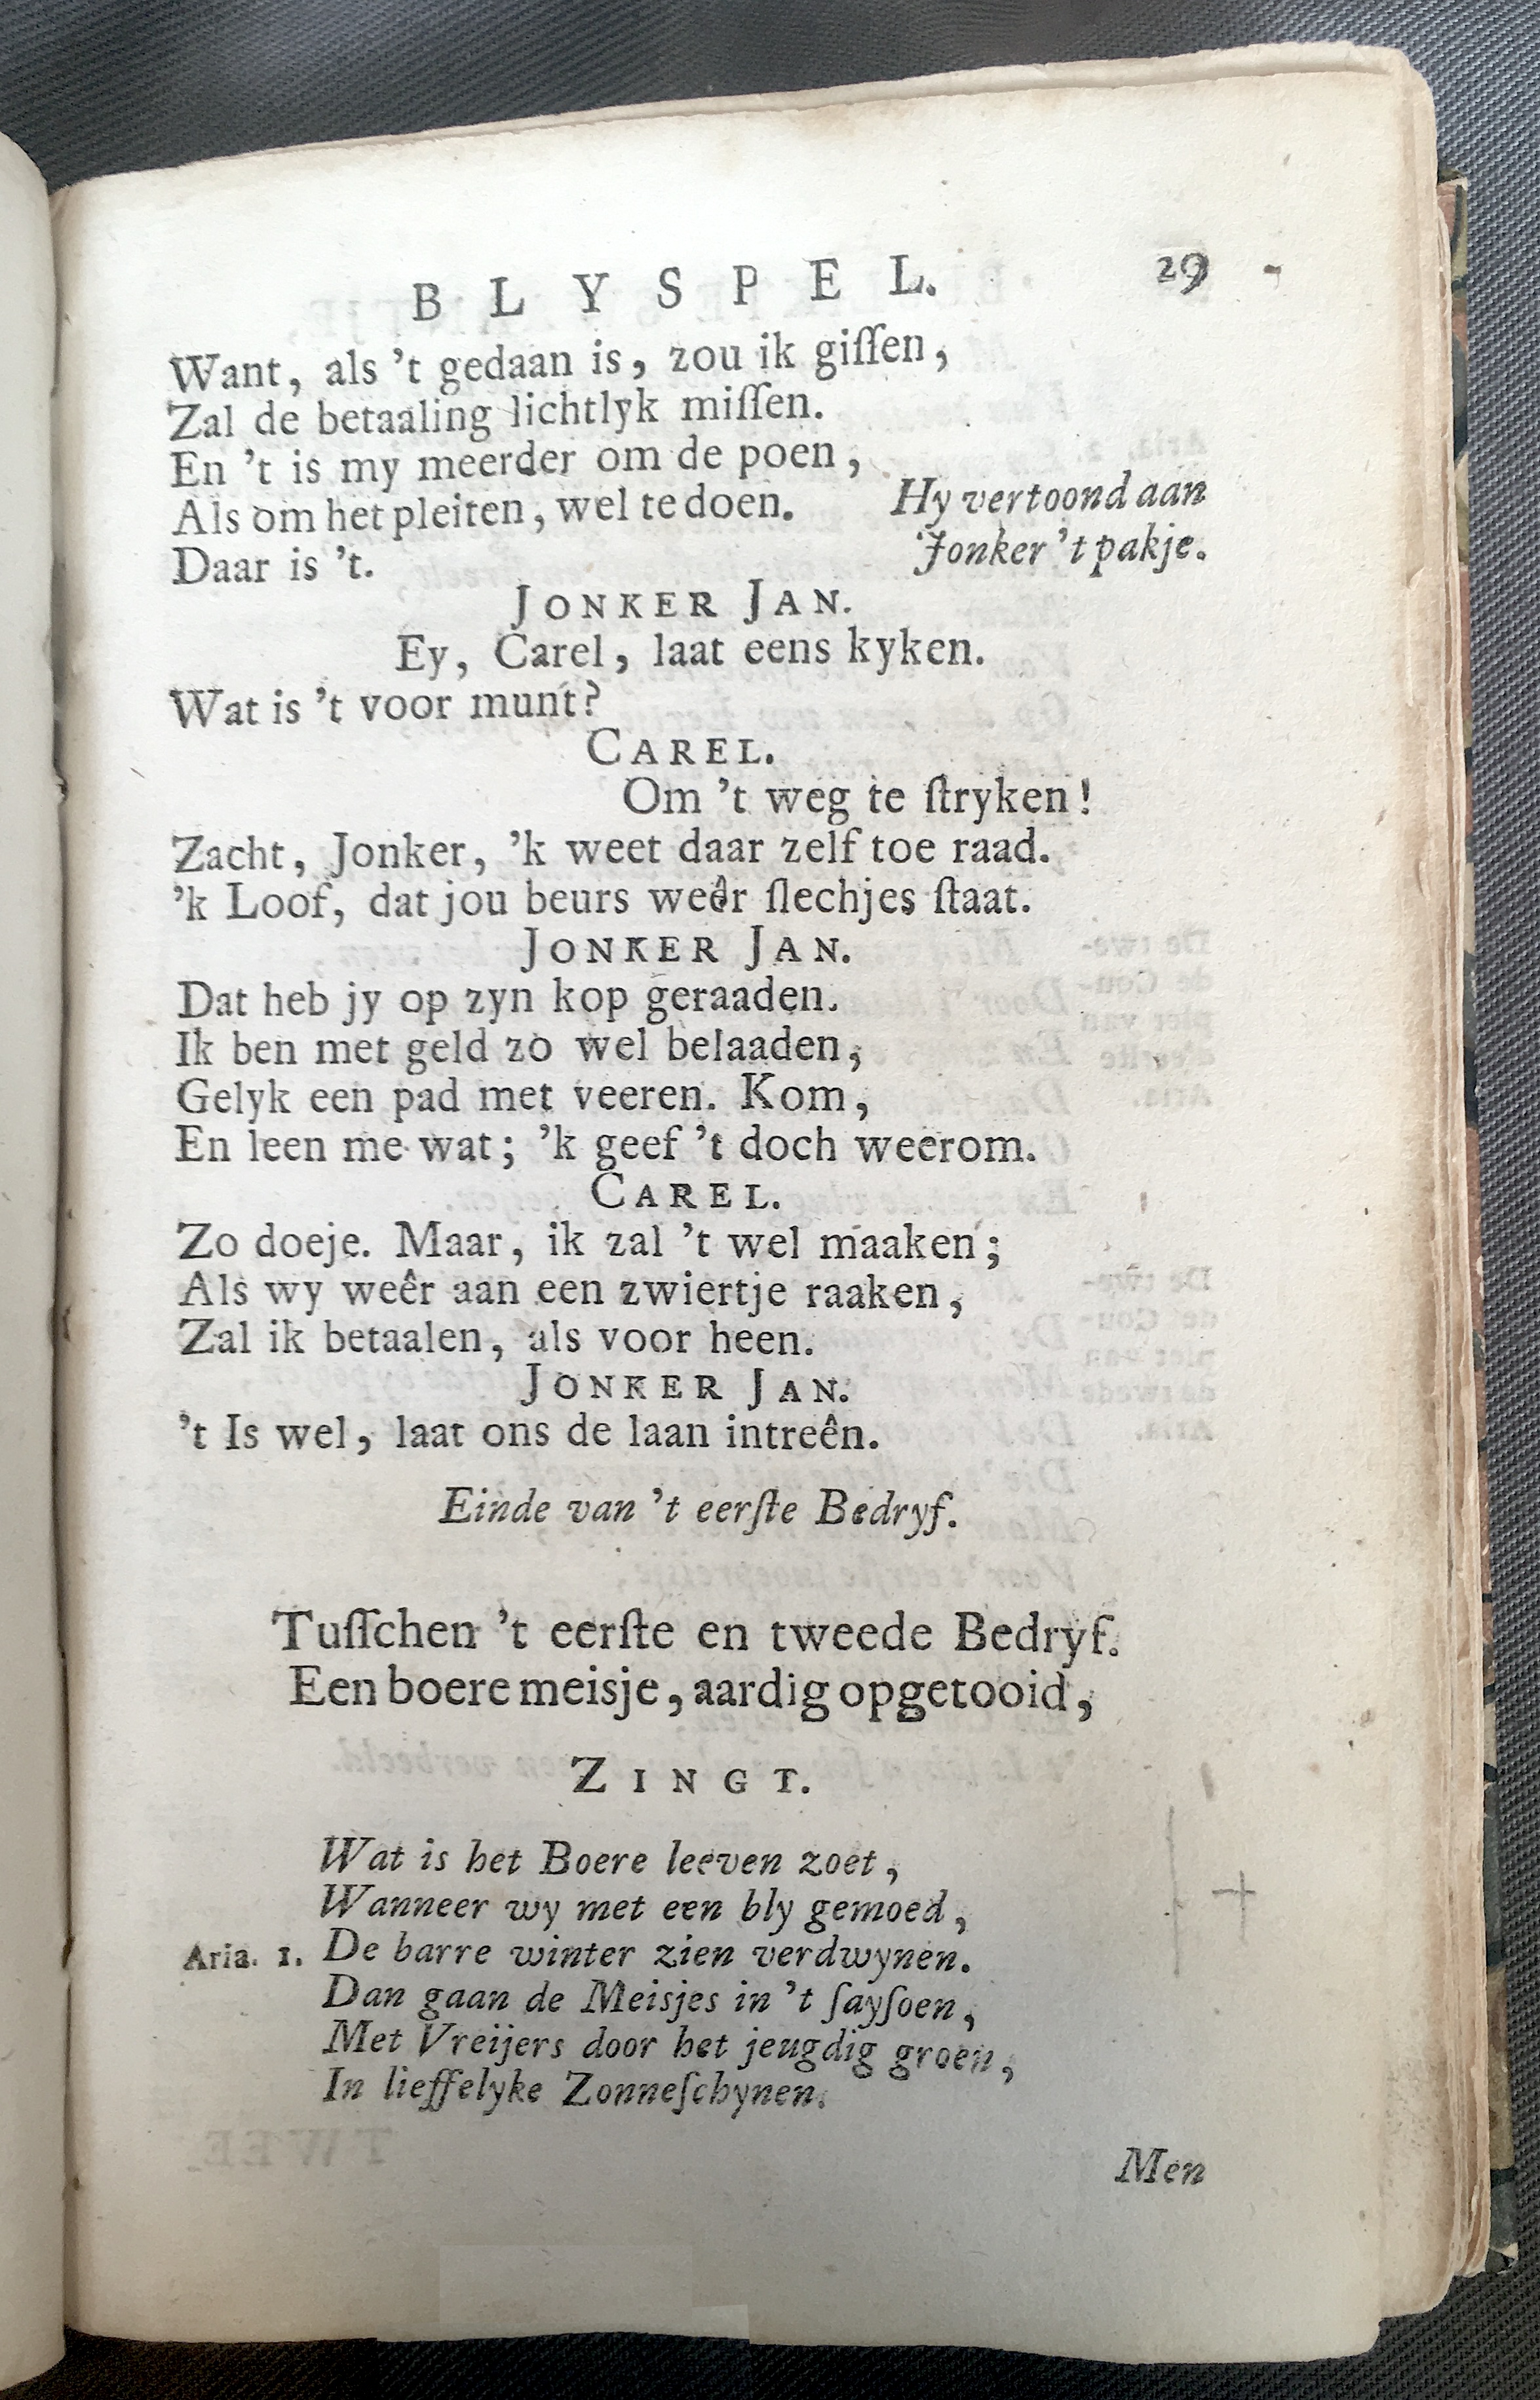 BLYSPEL. 29
Want, als 't gedaan is, zou ik giſſen,
Zal de betaaling lichtlyk miſſen.
En 't is my meerder om de poen,
Als om het pleiten, wel te doen. Hy vertoond aan
Daar is 't. Jonker 't pakje.
JONKER JAN.
Ey, Carel, laat eens kyken.
Wat is 't voor munt?
CAREL.
Om 't weg te ſtryken!
Zacht, Jonker, 'k weet daar zelf toe raad.
'k Loof, dat jou beurs weêr ſlechjes ſtaat.
JONKER JAN.
Dat heb jy op zyn kop geraaden.
Ik ben met geld zo wel belaaden,
Gelyk een pad met veeren. Kom,
En leen me wat; 'k geef 't doch weerom.
CAREL.
Zo doeje. Maar, ik zal 't wel maaken;
Als wy weêr aan een zwiertje raaken,
Zal ik betaalen, als voor heen.
JONKER JAN.
't Is wel, laat ons de laan intreên.
Einde van 't eerſte Bedryf.
Tuſſchen 't eerſte en tweede Bedryf.
Een boere meisje, aardig opgetooid,
ZINGT.
Wat is het Boere leeven zoet,
Wanneer wy met een bly gemoed,
Aria. 1. De barre winter zien verdwynen.
Dan gaan de Meisjes in 't ſayſoen,
Met Vreijers door het jeugdig groen,
In lieffelyke Zonneſchynen.
Men